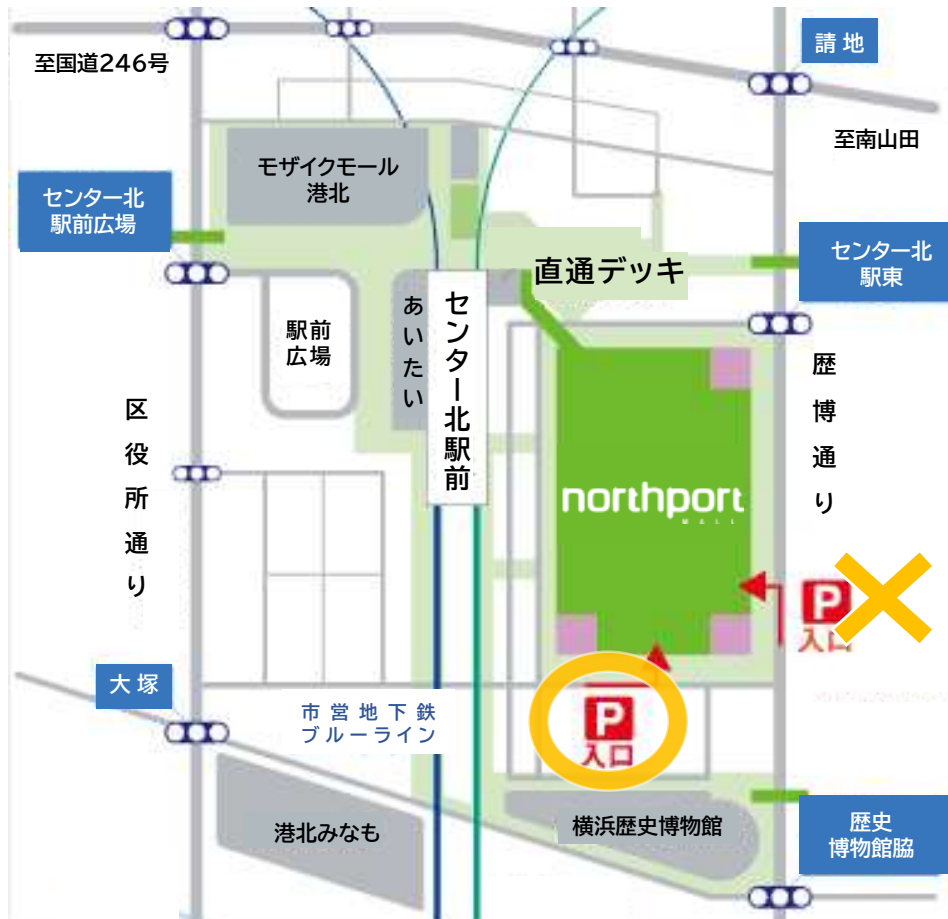 請地
至国道246号
至南山田
モザイクモール
港北
センター北
駅前広場
直通デッキ
センター北
駅東
あいたい
センター北駅前
駅前
広場
歴博通り
区役所通り
northport
MALL
P
入口
大塚
市営地下鉄
ブルーライン
P
入口
港北みなも
横浜歴史博物館
歴史
博物館脇